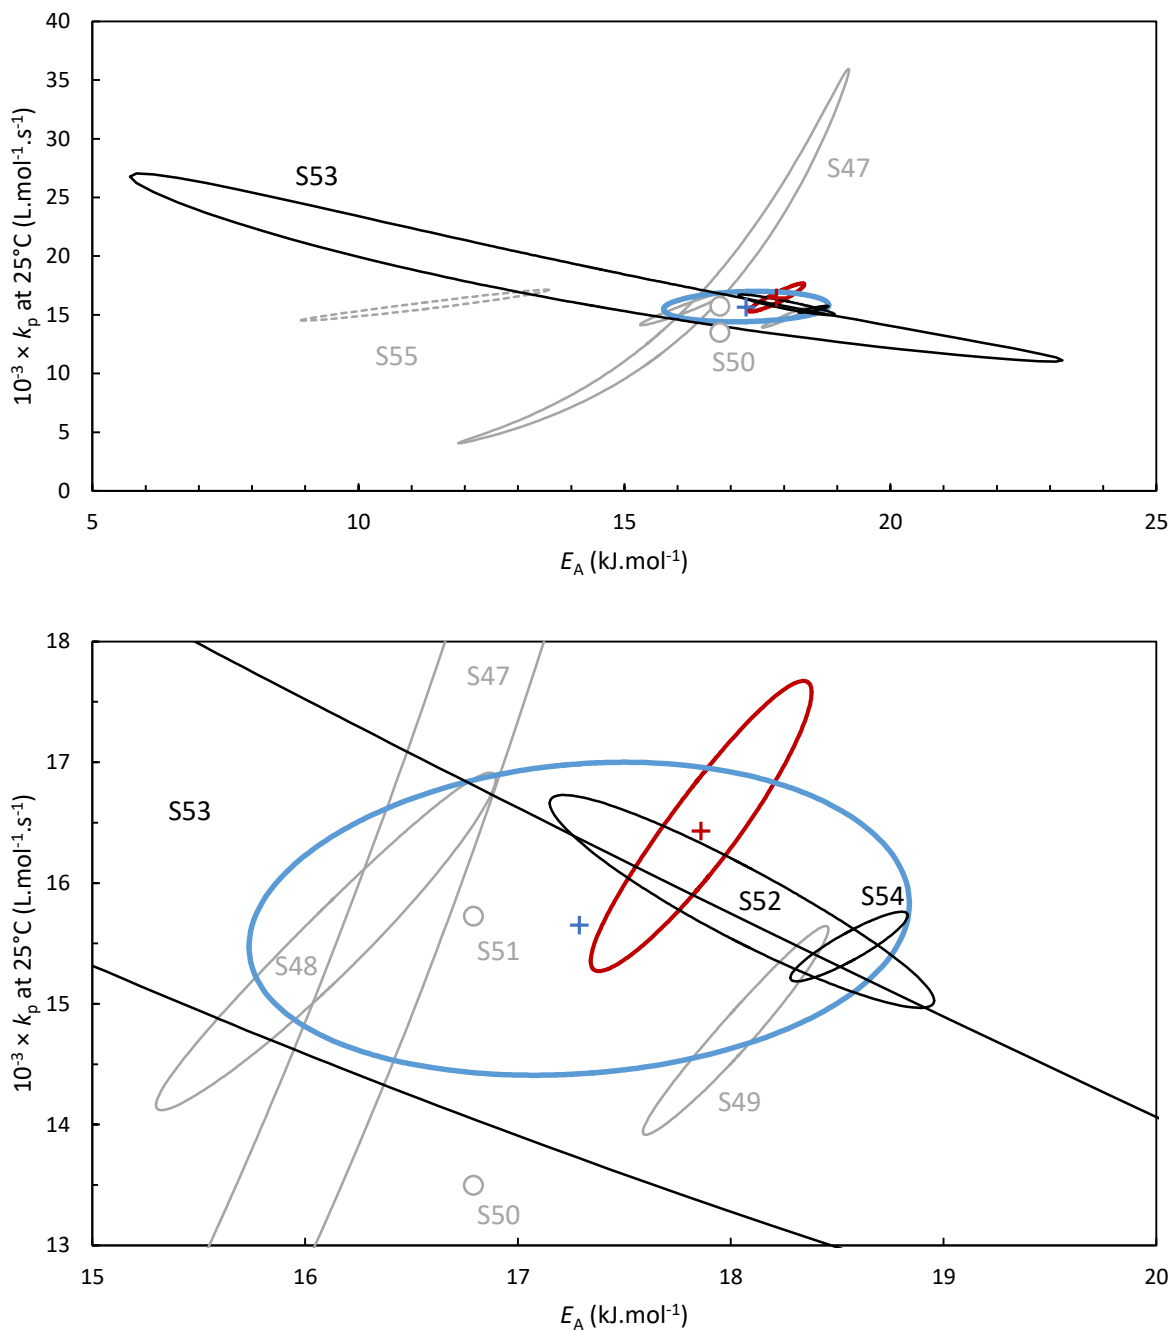 40
35
30
25
20
15
10
5
0
10⁻³ × kₚ at 25°C (L.mol⁻¹.s⁻¹)
S53
S47
S55
S50
5 10 15 20 25
E_A (kJ.mol⁻¹)
18
17
16
15
14
13
10⁻³ × kₚ at 25°C (L.mol⁻¹.s⁻¹)
S47
S53
S52
S54
S51
S48
S49
S50
15 16 17 18 19 20
E_A (kJ.mol⁻¹)